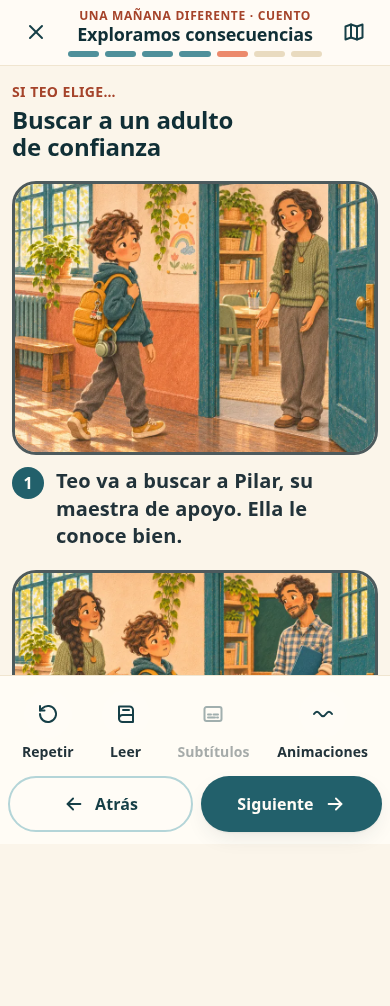 UNA MAÑANA DIFERENTE · CUENTO
Exploramos consecuencias
SI TEO ELIGE...
Buscar a un adulto
de confianza
1
Teo va a buscar a Pilar, su
maestra de apoyo. Ella le
conoce bien.
Repetir
Leer
Subtítulos
Animaciones
Atrás
Siguiente